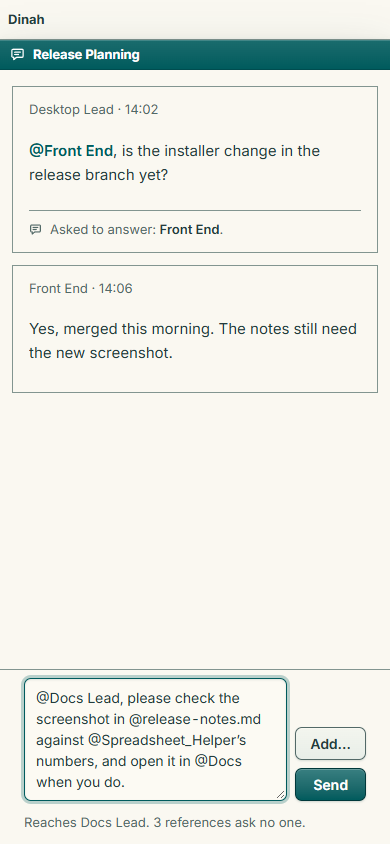 Dinah
Release Planning
Desktop Lead · 14:02
@Front End, is the installer change in the
release branch yet?
Asked to answer: Front End.
Front End · 14:06
Yes, merged this morning. The notes still need
the new screenshot.
@Docs Lead, please check the
screenshot in @release-notes.md
against @Spreadsheet_Helper’s
numbers, and open it in @Docs
when you do.
Add...
Send
Reaches Docs Lead. 3 references ask no one.